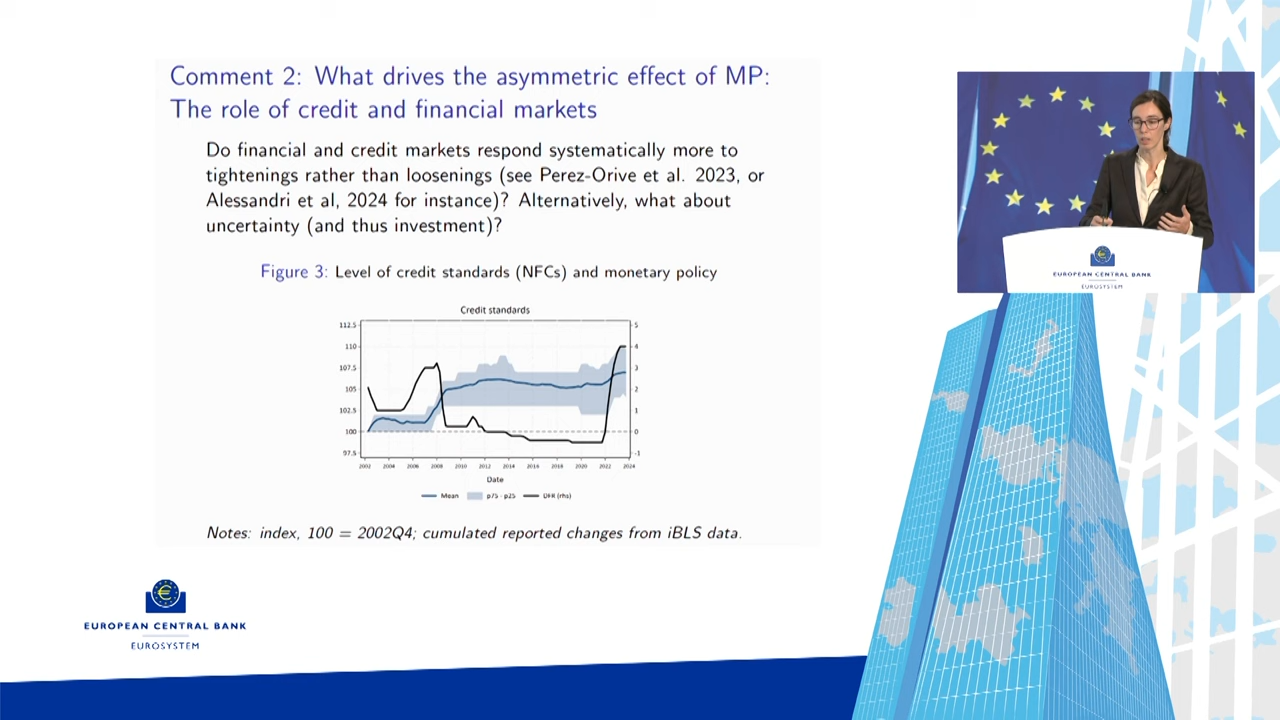 Comment 2: What drives the asymmetric effect of MP:
The role of credit and financial markets
Do financial and credit markets respond systematically more to
tightenings rather than loosenings (see Perez-Orive et al. 2023, or
Alessandri et al, 2024 for instance)? Alternatively, what about
uncertainty (and thus investment)?
Figure 3: Level of credit standards (NFCs) and monetary policy
Credit standards
112.5
110
107.5
105
102.5
100
97.5
5
4
3
2
1
0
-1
2002 2004 2006 2008 2010 2012 2014 2016 2018 2020 2022 2024
Date
Mean p75 - p25 DFR (rhs)
Notes: index, 100 = 2002Q4; cumulated reported changes from iBLS data.
EUROPEAN CENTRAL BANK
EUROSYSTEM
EUROPEAN CENTRAL BANK
EUROSYSTEM